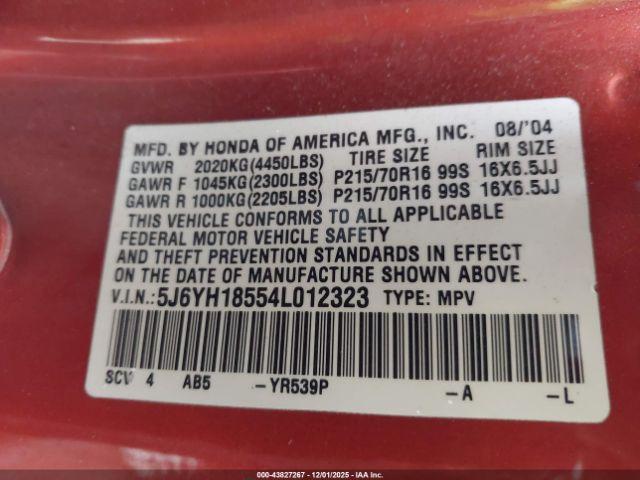 MFD. BY HONDA OF AMERICA MFG., INC. 08/'04
GVWR 2020KG(4450LBS) TIRE SIZE RIM SIZE
GAWR F 1045KG(2300LBS) P215/70R16 99S 16X6.5JJ
GAWR R 1000KG(2205LBS) P215/70R16 99S 16X6.5JJ
THIS VEHICLE CONFORMS TO ALL APPLICABLE
FEDERAL MOTOR VEHICLE SAFETY
AND THEFT PREVENTION STANDARDS IN EFFECT
ON THE DATE OF MANUFACTURE SHOWN ABOVE.
V.I.N.: 5J6YH18554L012323 TYPE: MPV
SCV 4 AB5 -YR539P -A -L
000-43827267 - 12/01/2025 - IAA Inc.